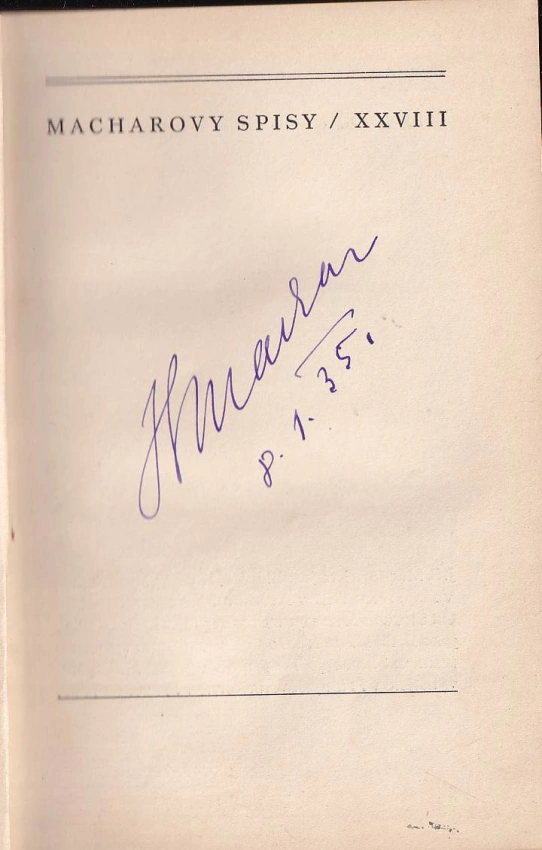 MACHAROVY SPISY / XXVIII
JSMachar
8. 1. 35.